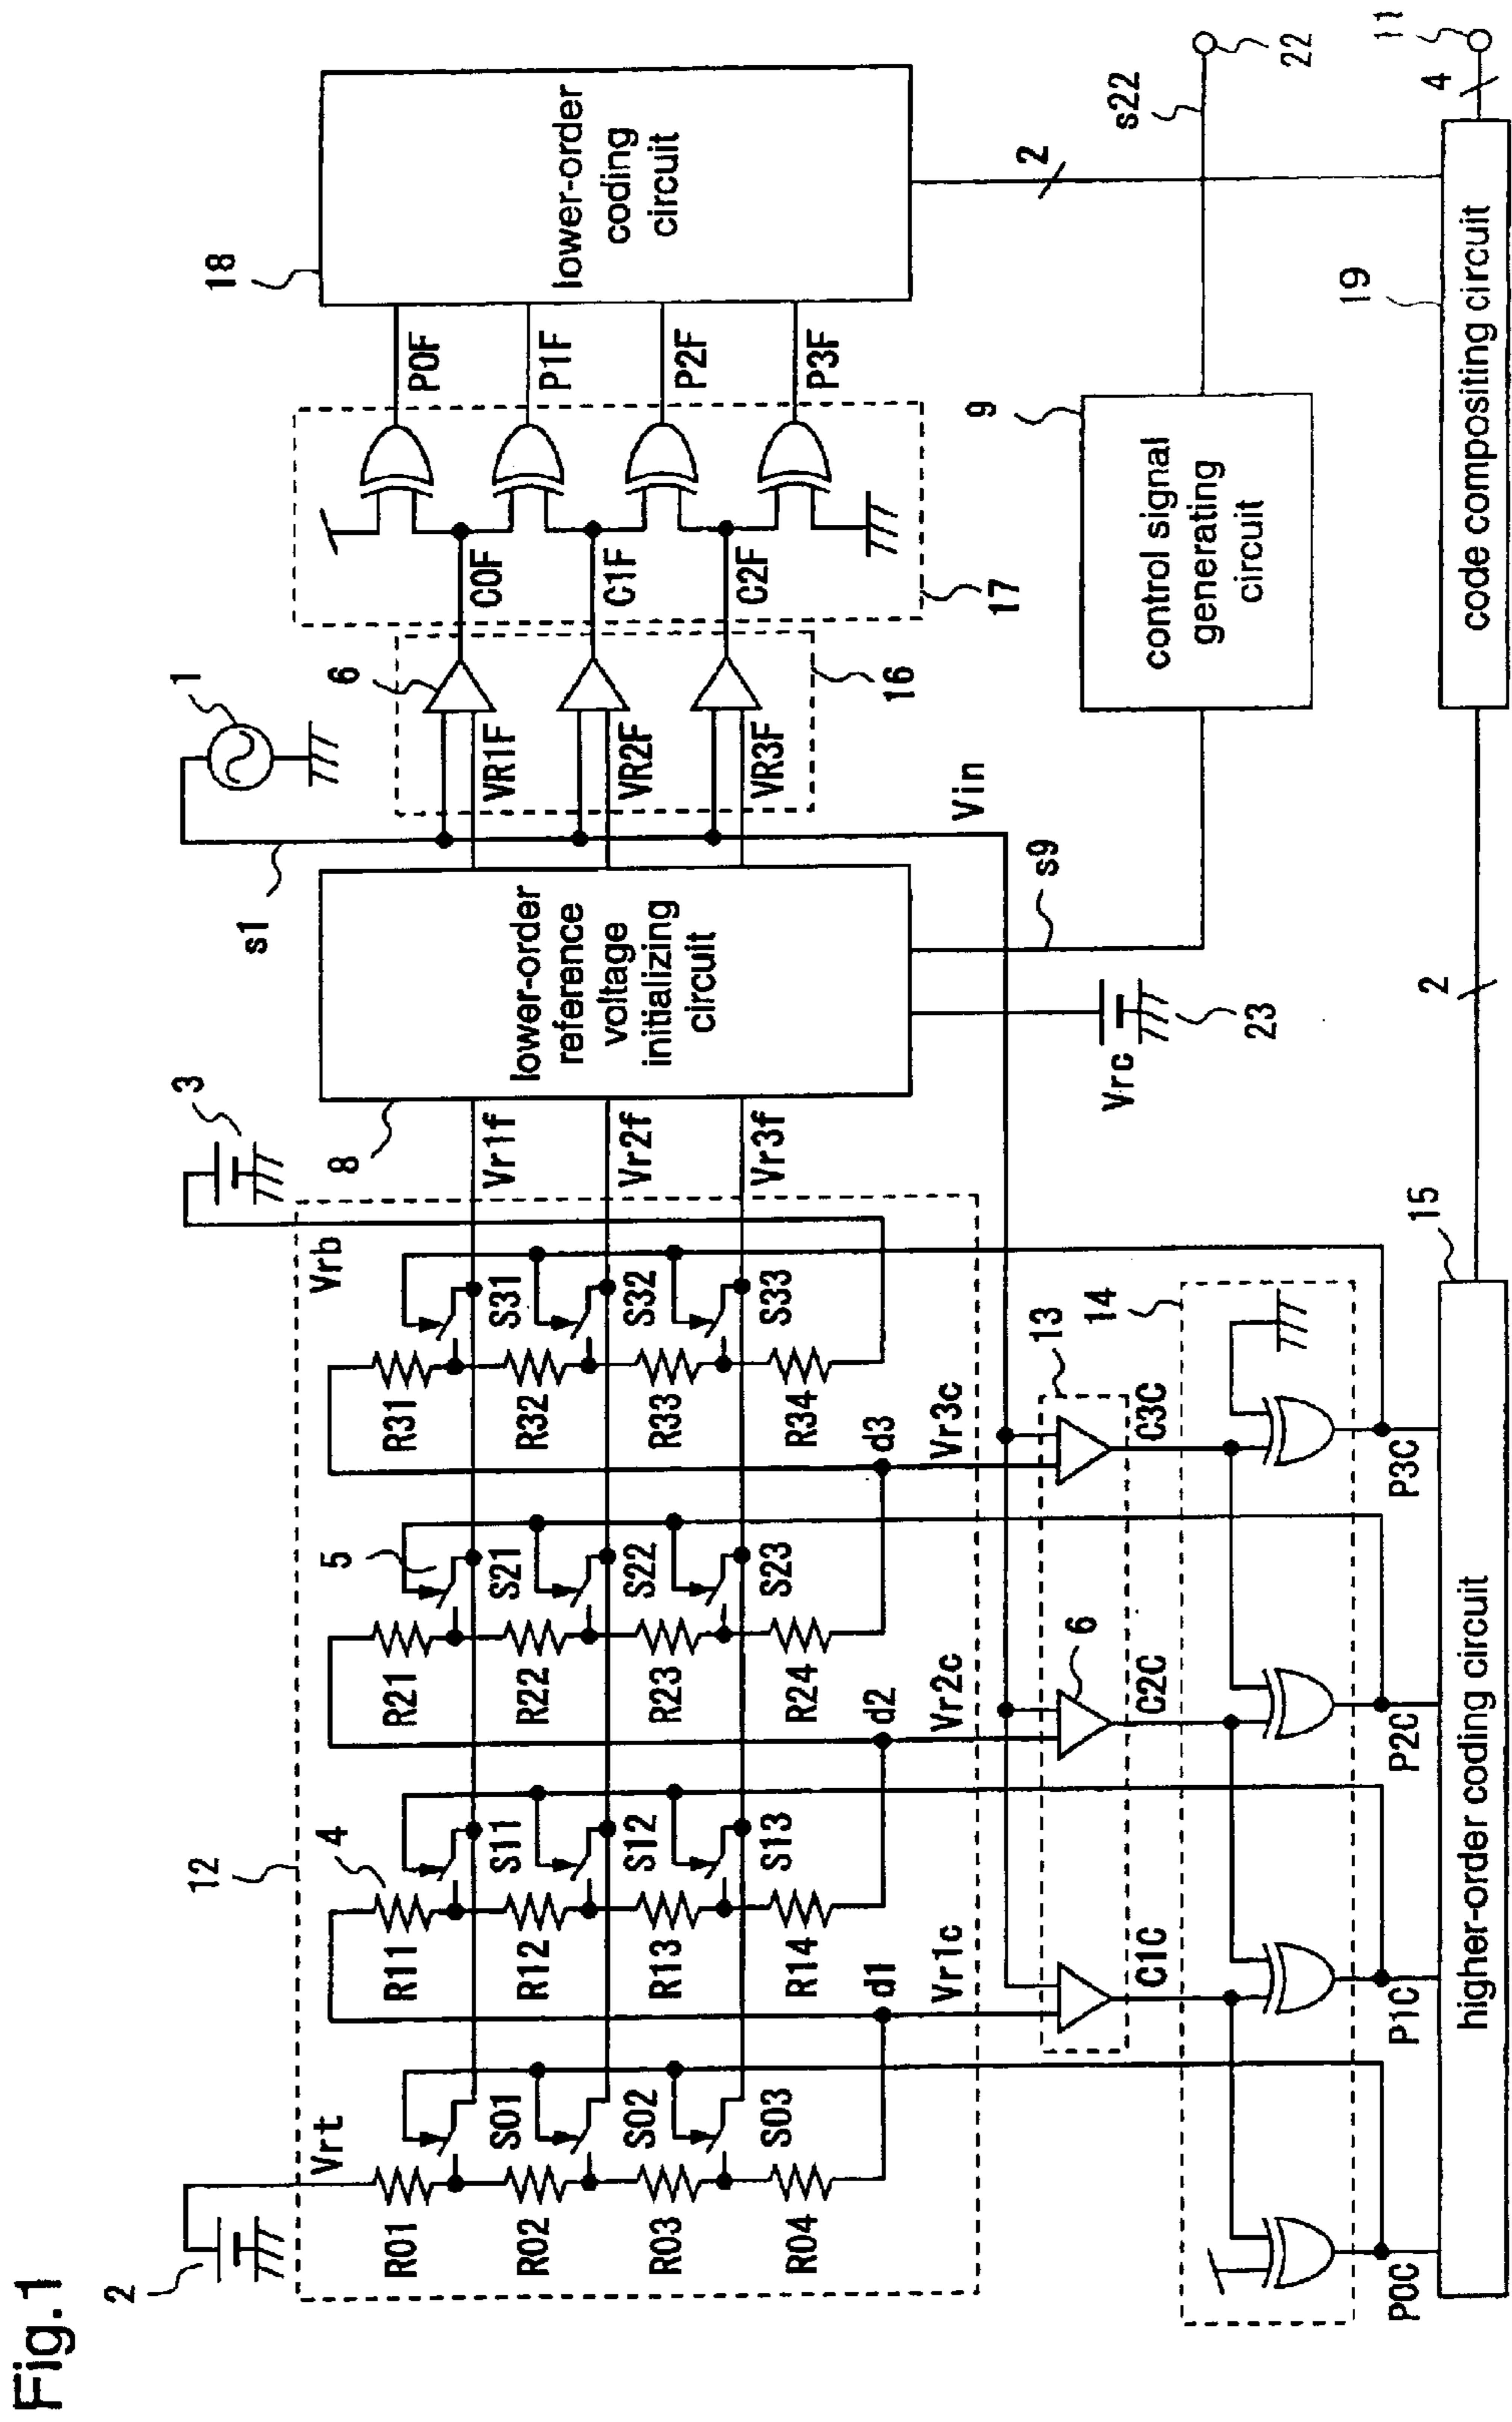 Fig.1
2
Vrt
12
4
5
Vrb
3
s1
1
18
R01
R02
R03
R04
S01
S02
S03
R11
R12
R13
R14
S11
S12
S13
R21
R22
R23
R24
S21
S22
S23
R31
R32
R33
R34
S31
S32
S33
d1
d2
d3
Vr1c
Vr2c
Vr3c
Vr1f
Vr2f
Vr3f
8
lower-order
reference
voltage
initializing
circuit
VR1F
VR2F
VR3F
6
16
C0F
C1F
C2F
17
P0F
P1F
P2F
P3F
lower-order
coding
circuit
Vin
s9
Vrc
23
9
control signal
generating
circuit
s22
22
2
13
6
C1C
C2C
C3C
14
P0C
P1C
P2C
P3C
15
higher-order coding circuit
2
19
code compositing circuit
4
11